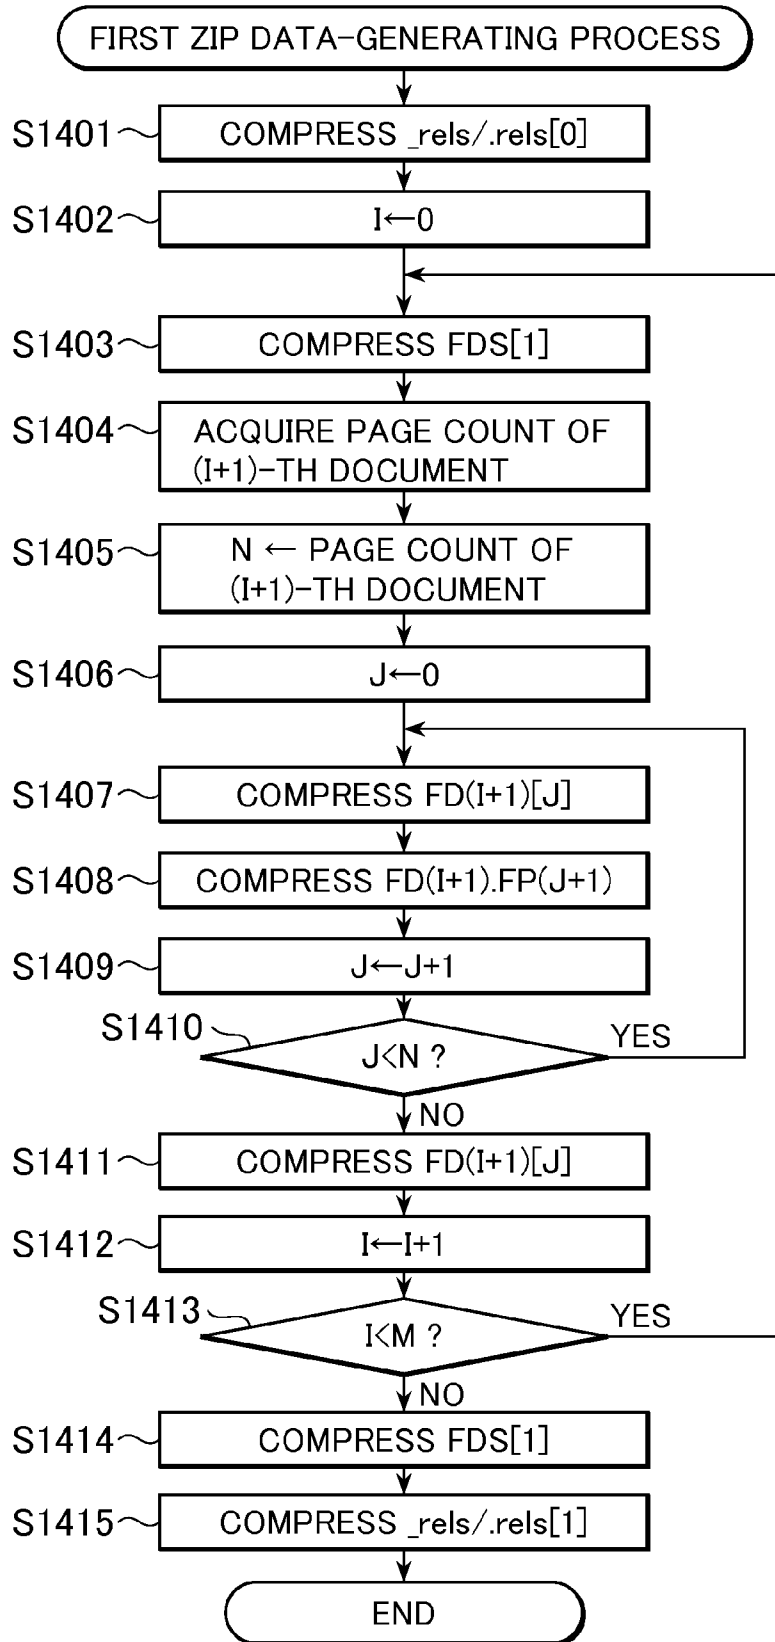 FIRST ZIP DATA-GENERATING PROCESS
S1401
COMPRESS _rels/.rels[0]
S1402
I←0
S1403
COMPRESS FDS[1]
S1404
ACQUIRE PAGE COUNT OF
(I+1)-TH DOCUMENT
S1405
N ← PAGE COUNT OF
(I+1)-TH DOCUMENT
S1406
J←0
S1407
COMPRESS FD(I+1)[J]
S1408
COMPRESS FD(I+1).FP(J+1)
S1409
J←J+1
S1410
J<N ?
YES
NO
S1411
COMPRESS FD(I+1)[J]
S1412
I←I+1
S1413
I<M ?
YES
NO
S1414
COMPRESS FDS[1]
S1415
COMPRESS _rels/.rels[1]
END